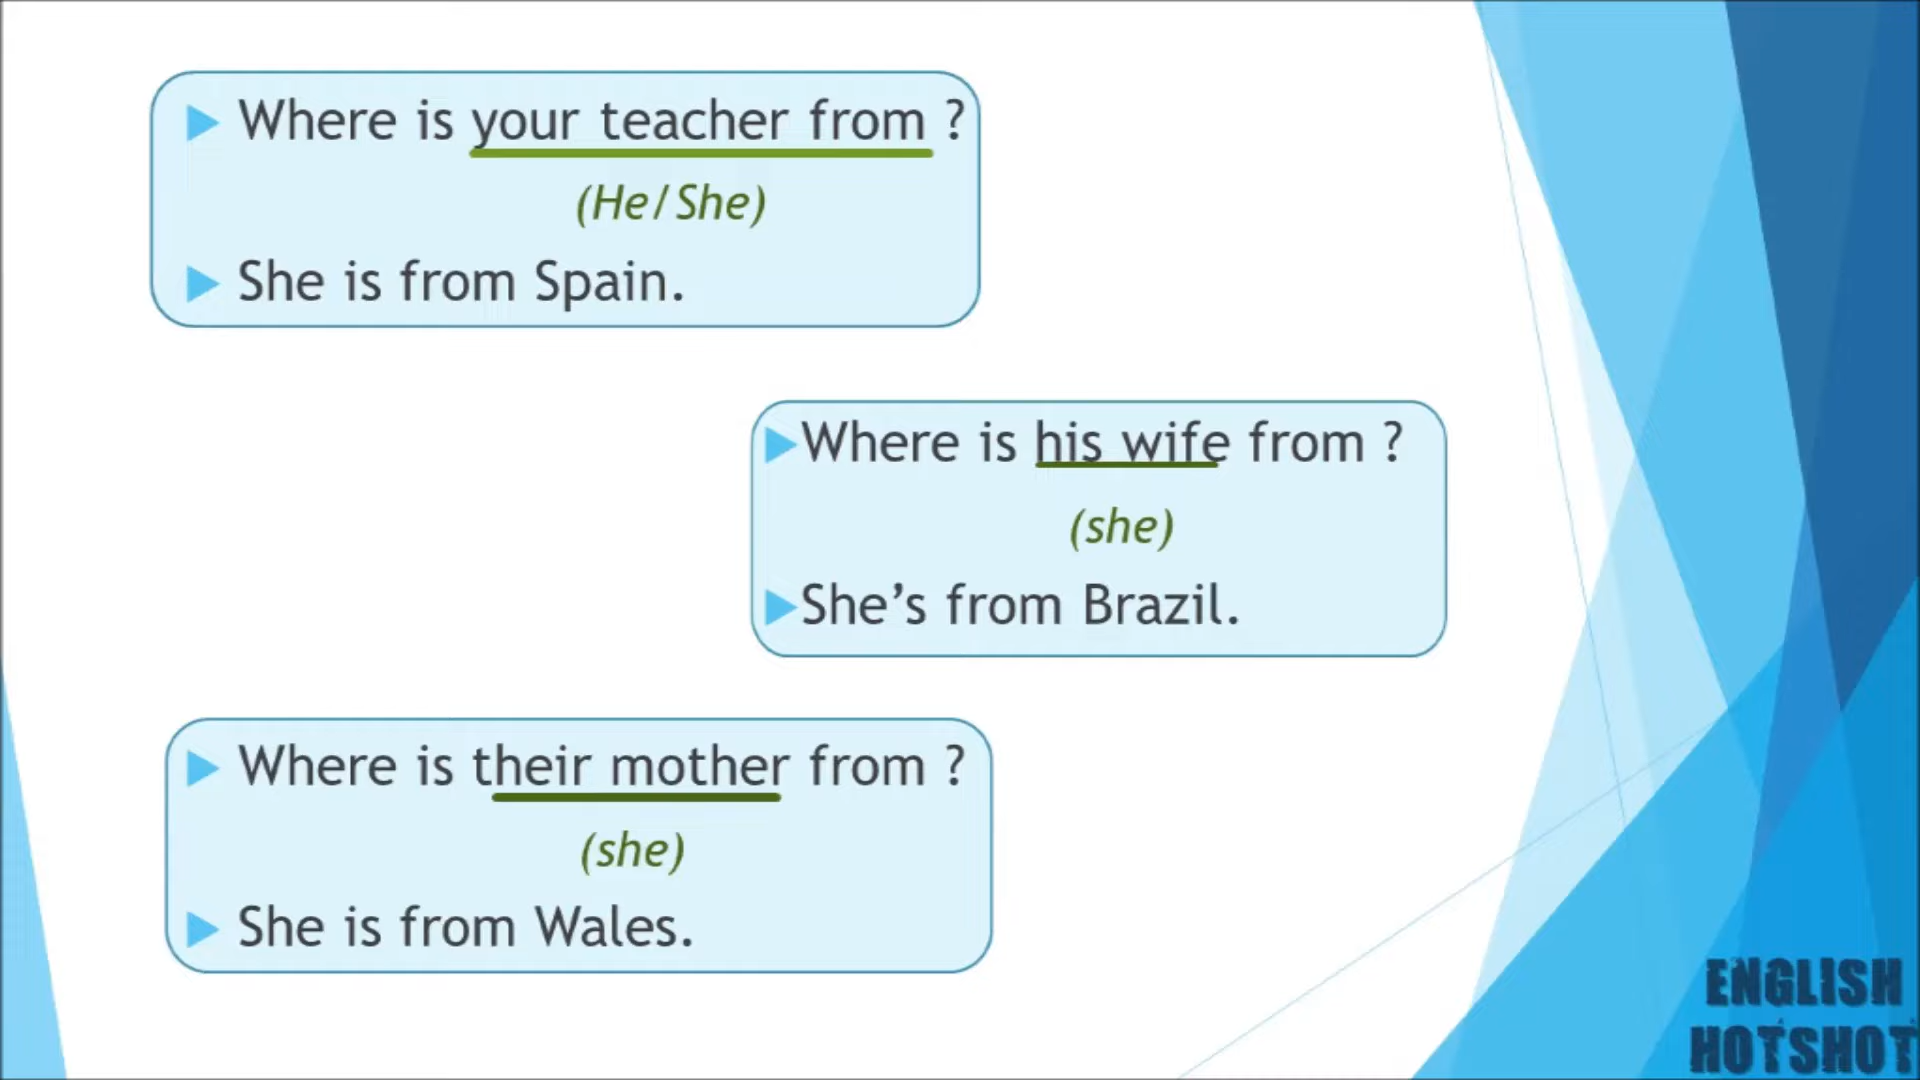 Where is your teacher from ?
(He/She)
She is from Spain.
Where is his wife from ?
(she)
She’s from Brazil.
Where is their mother from ?
(she)
She is from Wales.
ENGLISH
HOTSHOT